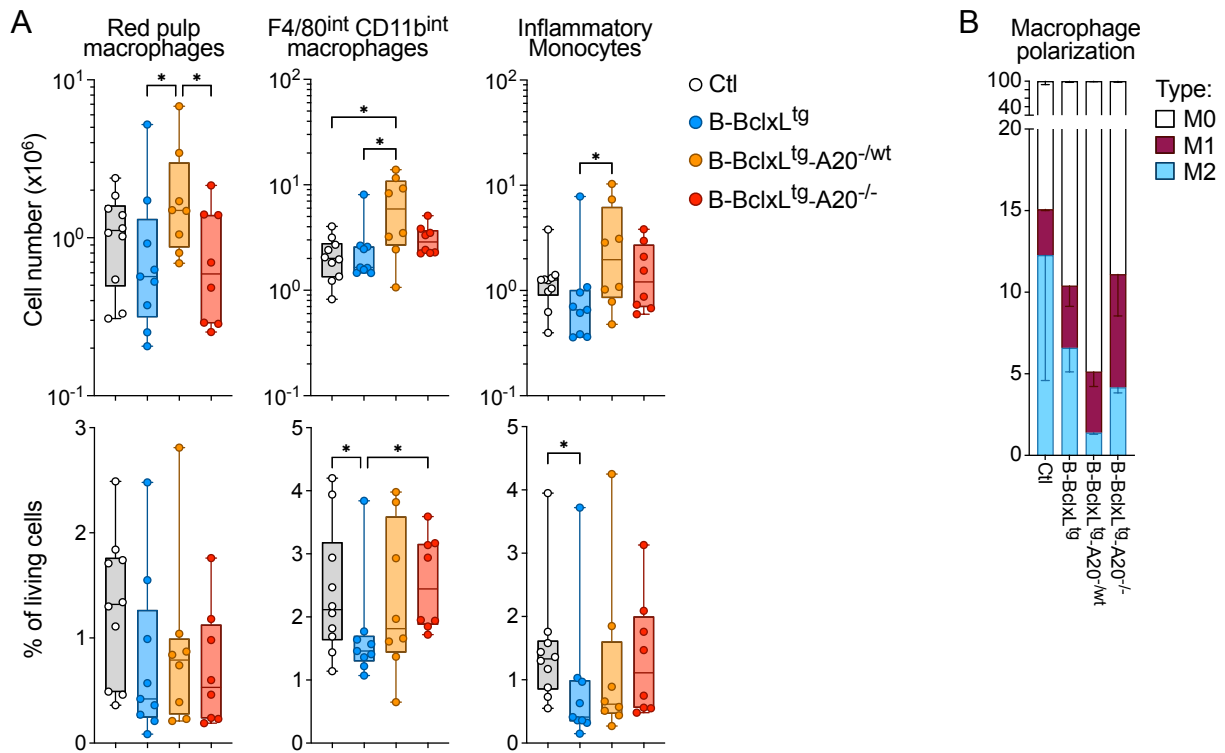 A
Red pulp
macrophages
F4/80int CD11bint
macrophages
Inflammatory
Monocytes
Cell number (x10⁶)
10¹
10⁰
10⁻¹
* *
10²
10¹
10⁰
10⁻¹
*
*
10²
10¹
10⁰
10⁻¹
*
Ctl
B-BclxLtg
B-BclxLtg-A20-/wt
B-BclxLtg-A20-/-
% of living cells
3
2
1
0
5
4
3
2
1
0
* *
5
4
3
2
1
0
*
B
Macrophage
polarization
100
40
20
15
10
5
0
Ctl
B-BclxLtg
B-BclxLtg-A20-/wt
B-BclxLtg-A20-/-
Type:
M0
M1
M2